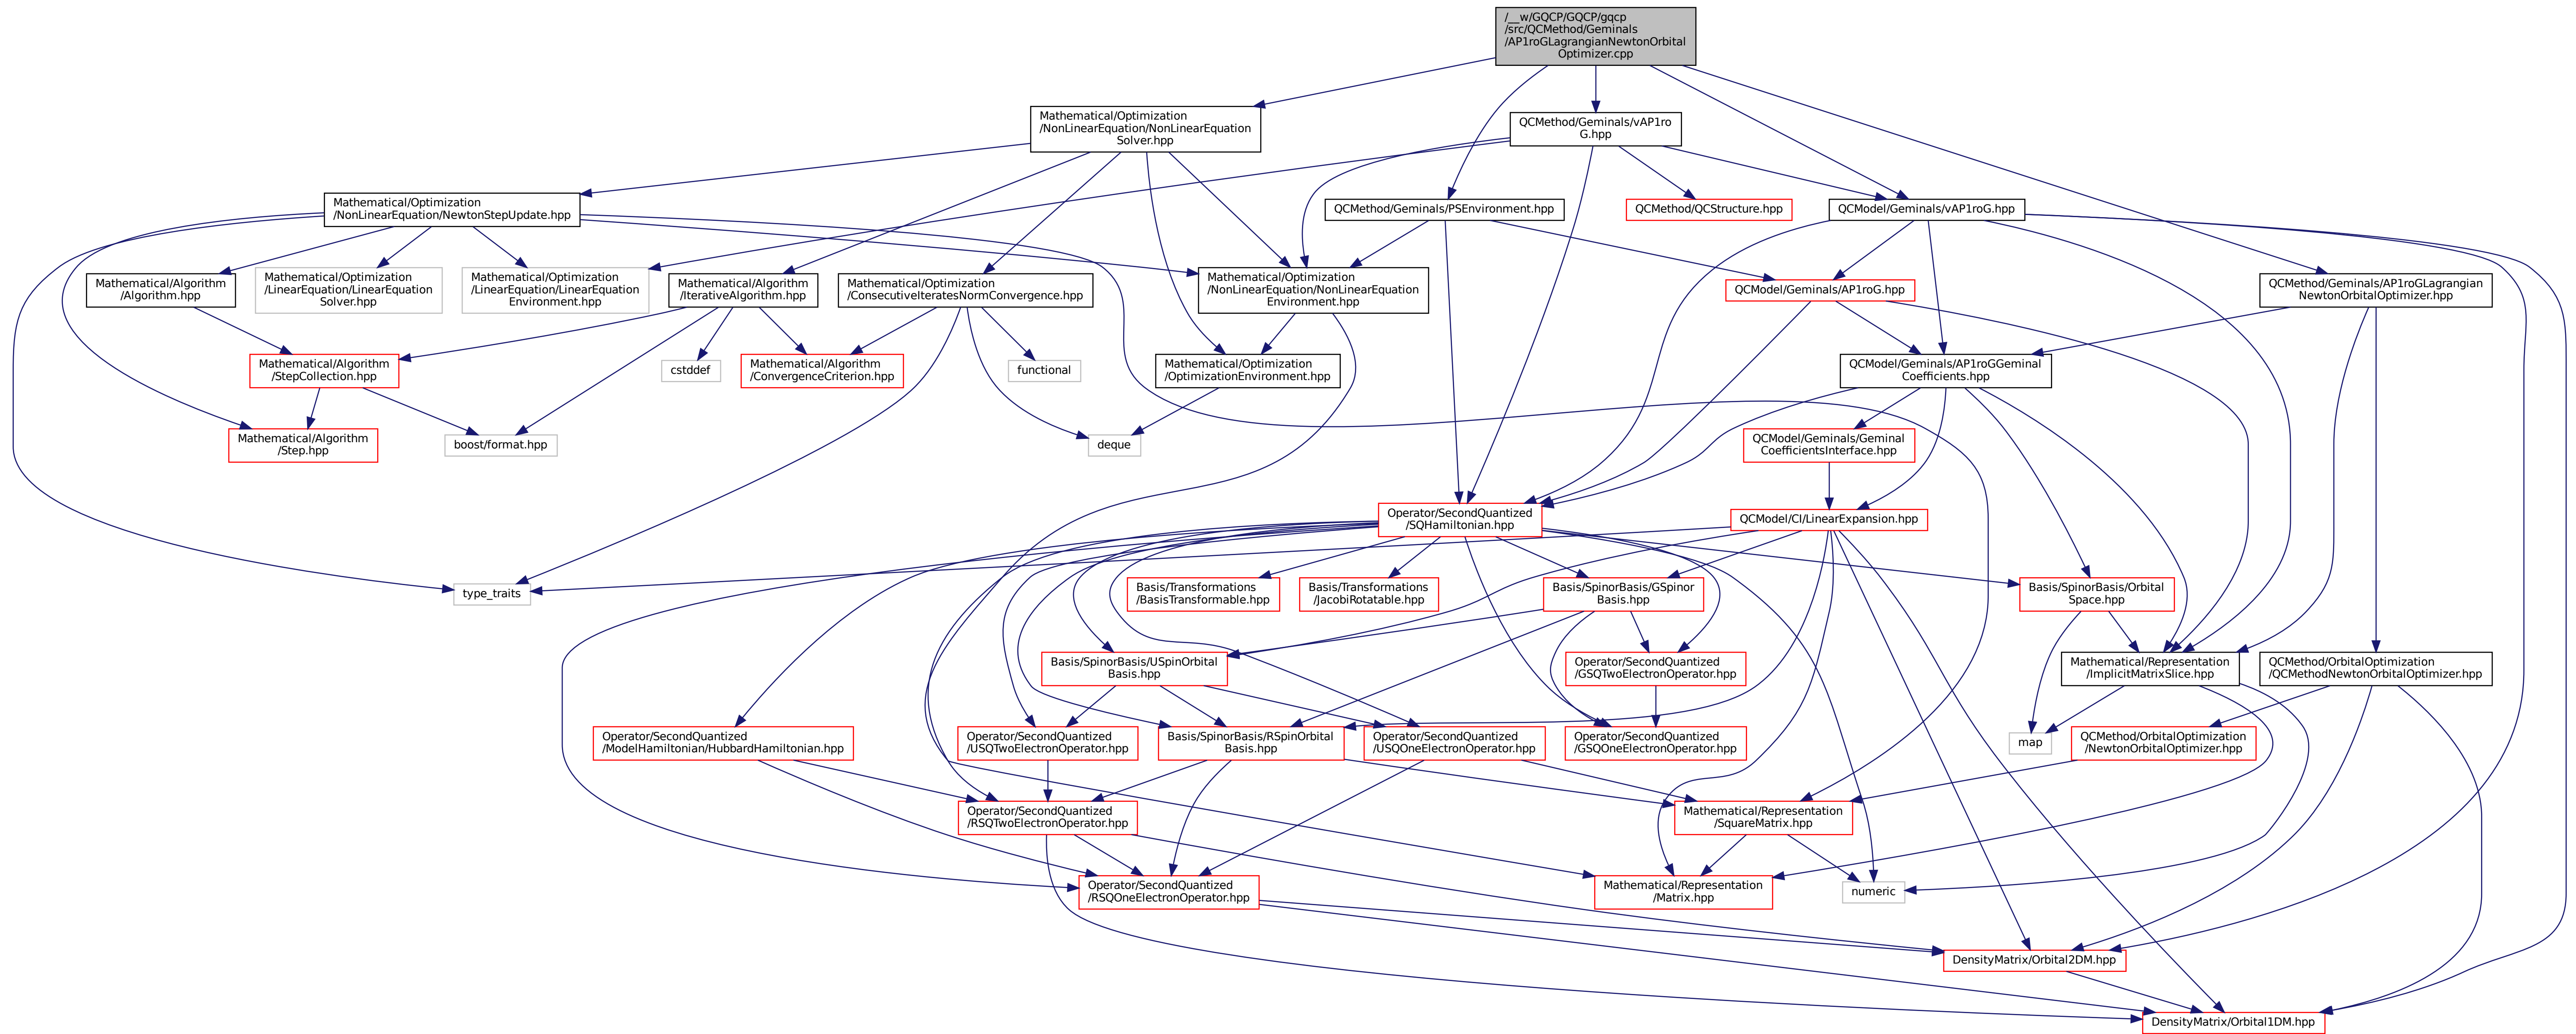 /__w/GQCP/GQCP/gqcp
/src/QCMethod/Geminals
/AP1roGLagrangianNewtonOrbital
Optimizer.cpp
Mathematical/Optimization
/NonLinearEquation/NonLinearEquation
Solver.hpp
QCMethod/Geminals/vAP1ro
G.hpp
Mathematical/Optimization
/NonLinearEquation/NewtonStepUpdate.hpp
QCMethod/Geminals/PSEnvironment.hpp
QCMethod/QCStructure.hpp
QCModel/Geminals/vAP1roG.hpp
Mathematical/Algorithm
/Algorithm.hpp
Mathematical/Optimization
/LinearEquation/LinearEquation
Solver.hpp
Mathematical/Optimization
/LinearEquation/LinearEquation
Environment.hpp
Mathematical/Algorithm
/IterativeAlgorithm.hpp
Mathematical/Optimization
/ConsecutiveIteratesNormConvergence.hpp
Mathematical/Optimization
/NonLinearEquation/NonLinearEquation
Environment.hpp
QCModel/Geminals/AP1roG.hpp
QCMethod/Geminals/AP1roGLagrangian
NewtonOrbitalOptimizer.hpp
Mathematical/Algorithm
/StepCollection.hpp
cstddef
Mathematical/Algorithm
/ConvergenceCriterion.hpp
functional
Mathematical/Optimization
/OptimizationEnvironment.hpp
QCModel/Geminals/AP1roGGeminal
Coefficients.hpp
Mathematical/Algorithm
/Step.hpp
boost/format.hpp
deque
QCModel/Geminals/Geminal
CoefficientsInterface.hpp
Operator/SecondQuantized
/SQHamiltonian.hpp
QCModel/CI/LinearExpansion.hpp
type_traits
Basis/Transformations
/BasisTransformable.hpp
Basis/Transformations
/JacobiRotatable.hpp
Basis/SpinorBasis/GSpinor
Basis.hpp
Basis/SpinorBasis/Orbital
Space.hpp
Basis/SpinorBasis/USpinOrbital
Basis.hpp
Operator/SecondQuantized
/GSQTwoElectronOperator.hpp
Mathematical/Representation
/ImplicitMatrixSlice.hpp
QCMethod/OrbitalOptimization
/QCMethodNewtonOrbitalOptimizer.hpp
Operator/SecondQuantized
/ModelHamiltonian/HubbardHamiltonian.hpp
Operator/SecondQuantized
/USQTwoElectronOperator.hpp
Basis/SpinorBasis/RSpinOrbital
Basis.hpp
Operator/SecondQuantized
/USQOneElectronOperator.hpp
Operator/SecondQuantized
/GSQOneElectronOperator.hpp
map
QCMethod/OrbitalOptimization
/NewtonOrbitalOptimizer.hpp
Operator/SecondQuantized
/RSQTwoElectronOperator.hpp
Mathematical/Representation
/SquareMatrix.hpp
Operator/SecondQuantized
/RSQOneElectronOperator.hpp
Mathematical/Representation
/Matrix.hpp
numeric
DensityMatrix/Orbital2DM.hpp
DensityMatrix/Orbital1DM.hpp